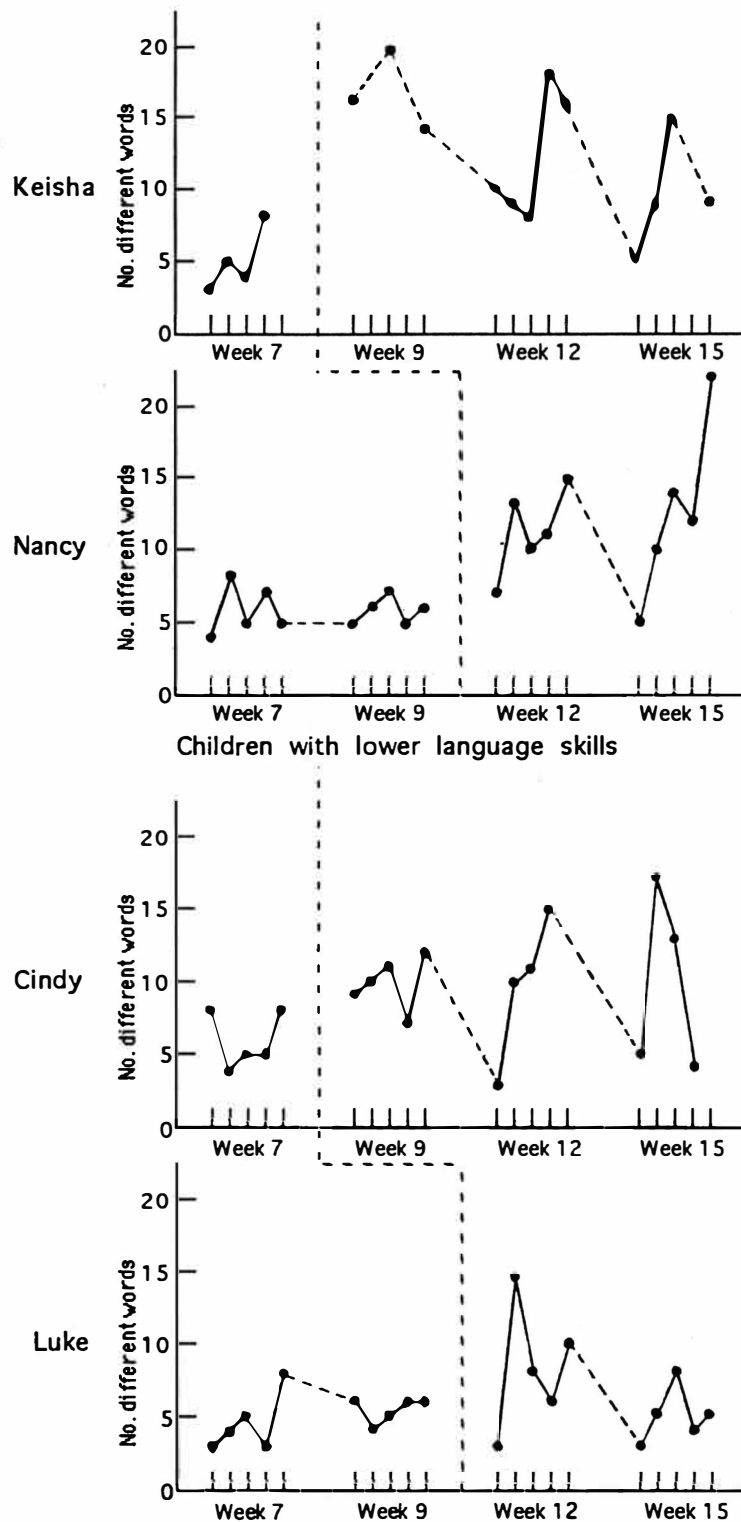 20
15
10
5
0
No. different words
Keisha
Week 7 Week 9 Week 12 Week 15
20
15
10
5
0
No. different words
Nancy
Week 7 Week 9 Week 12 Week 15
Children with lower language skills
20
15
10
5
0
No. different words
Cindy
Week 7 Week 9 Week 12 Week 15
20
15
10
5
0
No. different words
Luke
Week 7 Week 9 Week 12 Week 15